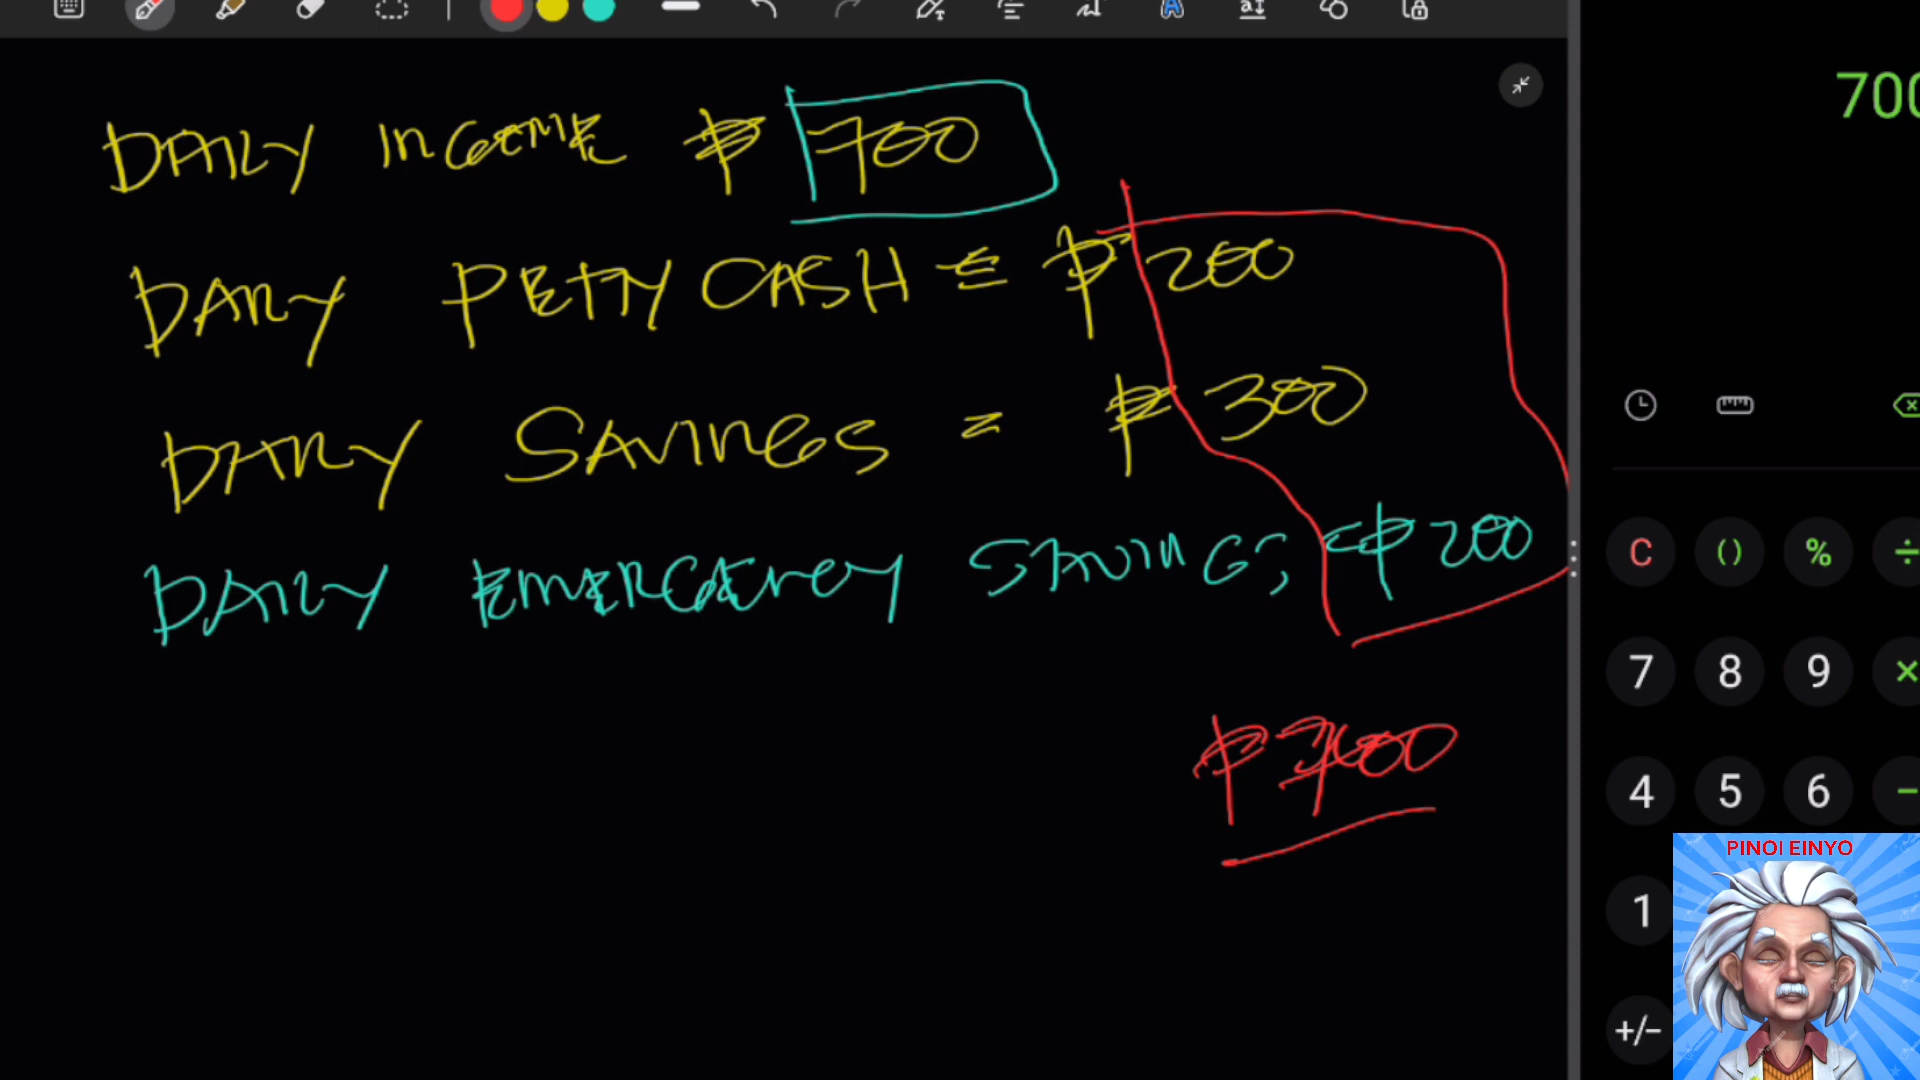 DAILY INCOME ₱ 700
DAILY PETTY CASH = ₱ 200
DAILY SAVINGS = ₱ 300
DAILY EMERGENCY SAVINGS = ₱ 200
₱ 700
700
C () % ÷
7 8 9 ×
4 5 6 −
1
+/−
PINOI EINYO